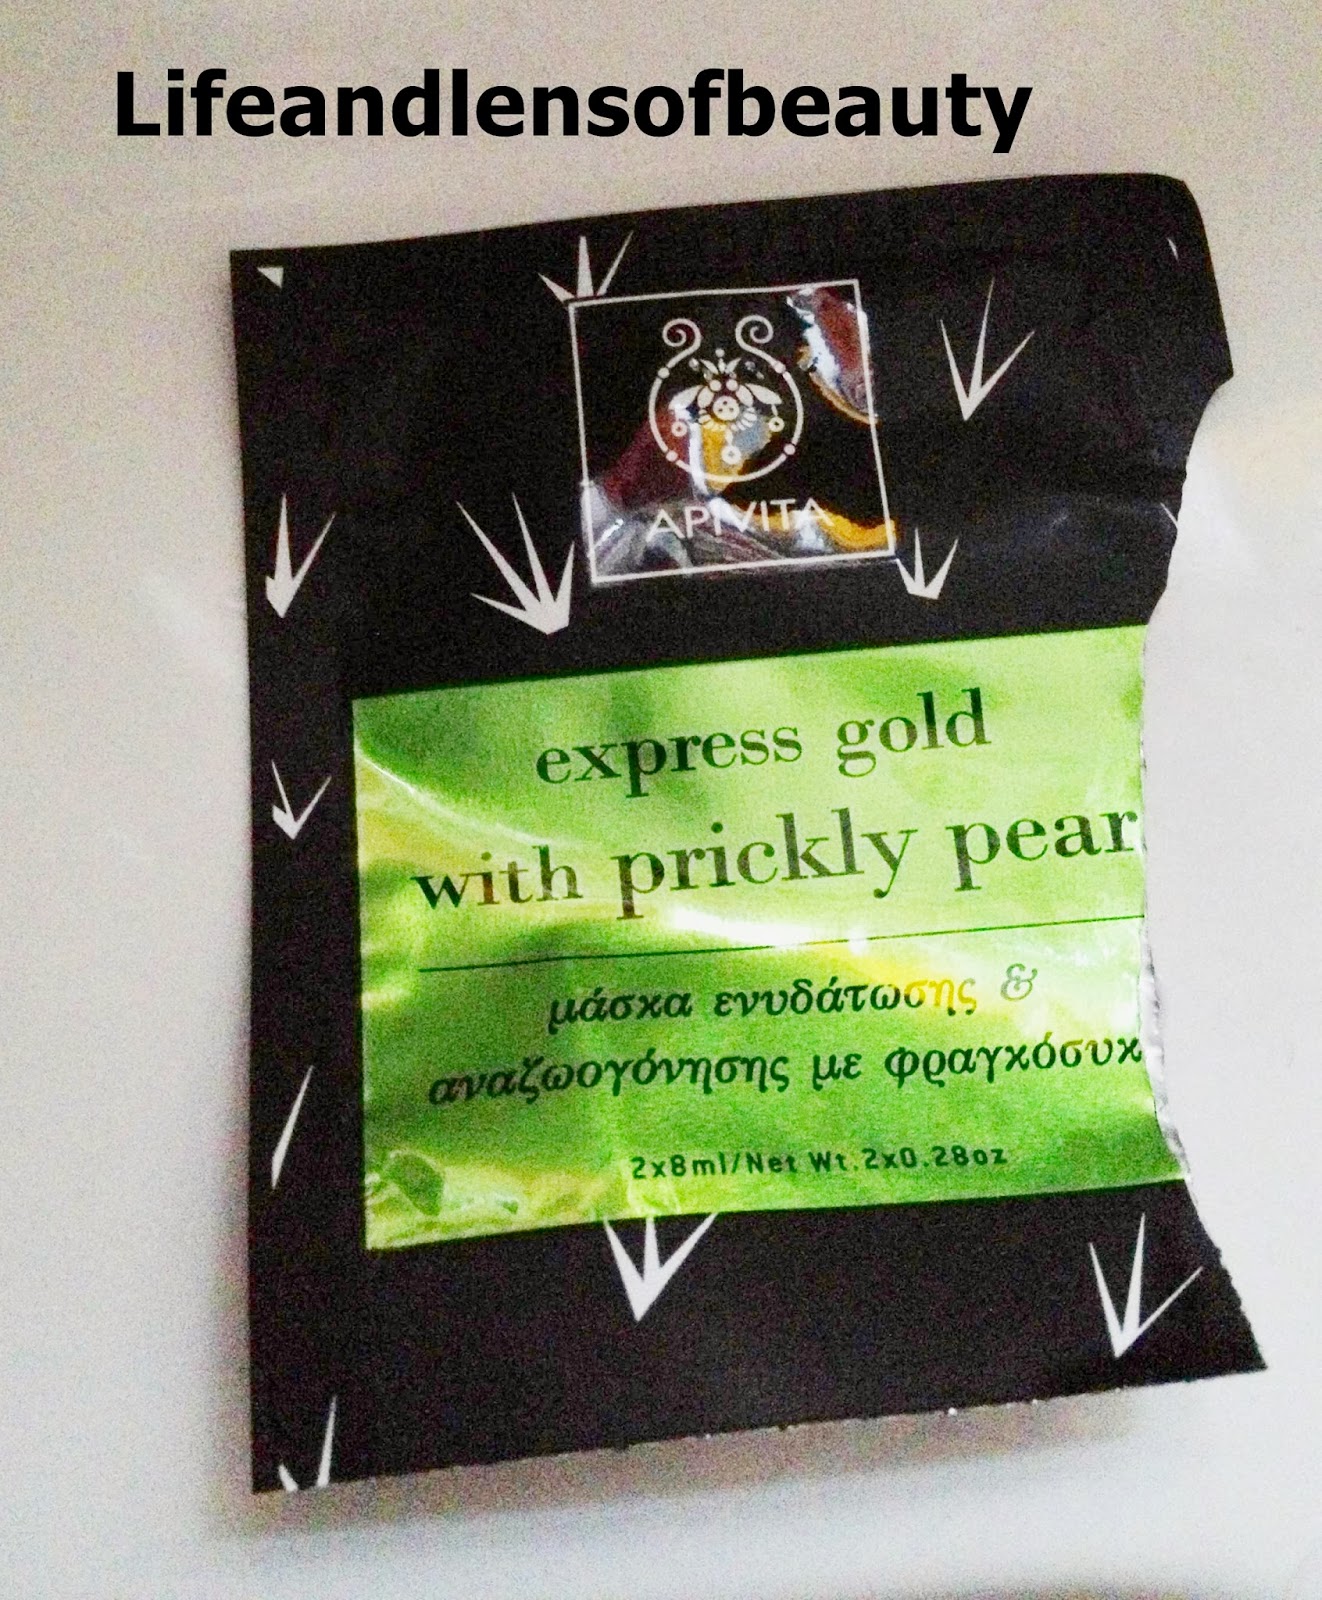 Lifeandlensofbeauty
APIVITA
express gold
with prickly pear
μάσκα ενυδάτωσης &
αναζωογόνησης με φραγκόσυκ
2x8ml/Net Wt.2x0.28oz